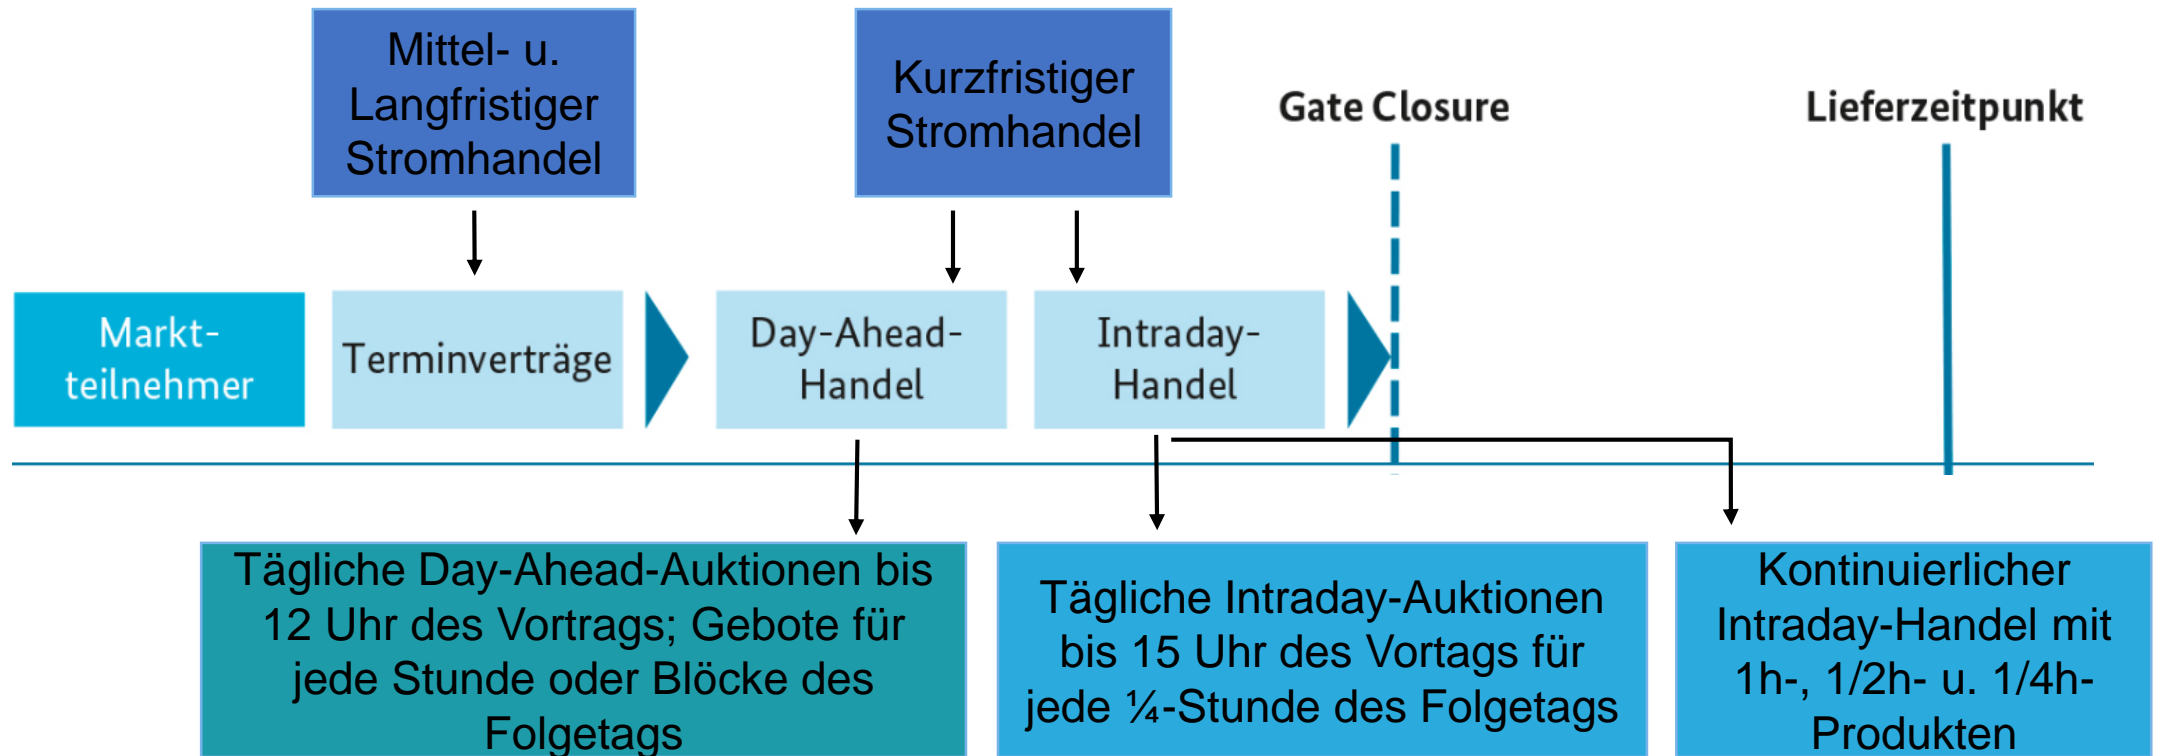 Mittel- u.
Langfristiger
Stromhandel
Kurzfristiger
Stromhandel
Gate Closure
Lieferzeitpunkt
Markt-
teilnehmer
Terminverträge
Day-Ahead-
Handel
Intraday-
Handel
Tägliche Day-Ahead-Auktionen bis
12 Uhr des Vortrags; Gebote für
jede Stunde oder Blöcke des
Folgetags
Tägliche Intraday-Auktionen
bis 15 Uhr des Vortags für
jede ¼-Stunde des Folgetags
Kontinuierlicher
Intraday-Handel mit
1h-, 1/2h- u. 1/4h-
Produkten